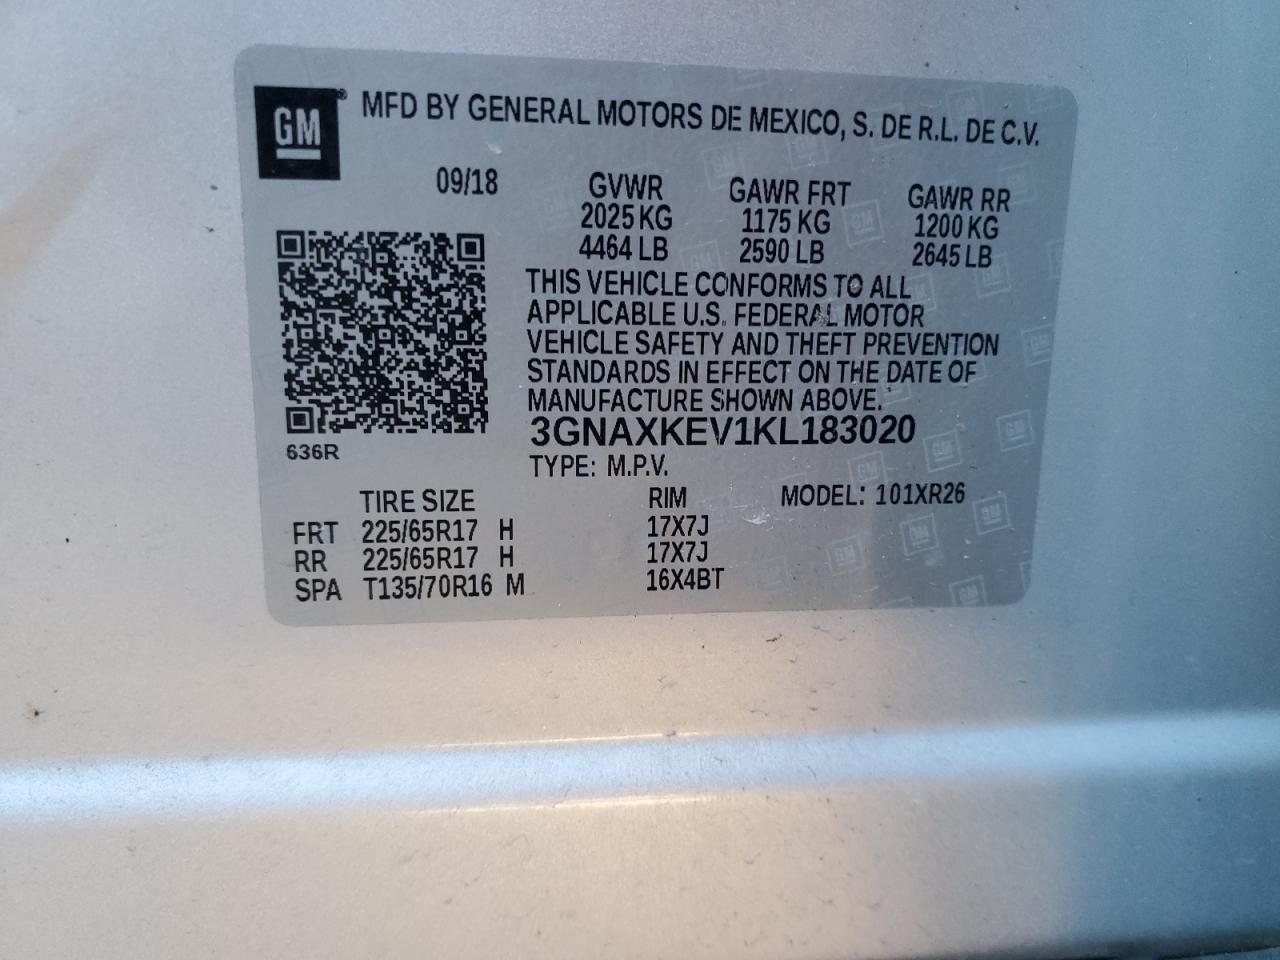 GM® MFD BY GENERAL MOTORS DE MEXICO, S. DE R.L. DE C.V.
09/18 GVWR GAWR FRT GAWR RR
2025 KG 1175 KG 1200 KG
4464 LB 2590 LB 2645 LB
THIS VEHICLE CONFORMS TO ALL
APPLICABLE U.S. FEDERAL MOTOR
VEHICLE SAFETY AND THEFT PREVENTION
STANDARDS IN EFFECT ON THE DATE OF
MANUFACTURE SHOWN ABOVE.
3GNAXKEV1KL183020
636R
TYPE: M.P.V.
TIRE SIZE RIM MODEL: 101XR26
FRT 225/65R17 H 17X7J
RR 225/65R17 H 17X7J
SPA T135/70R16 M 16X4BT